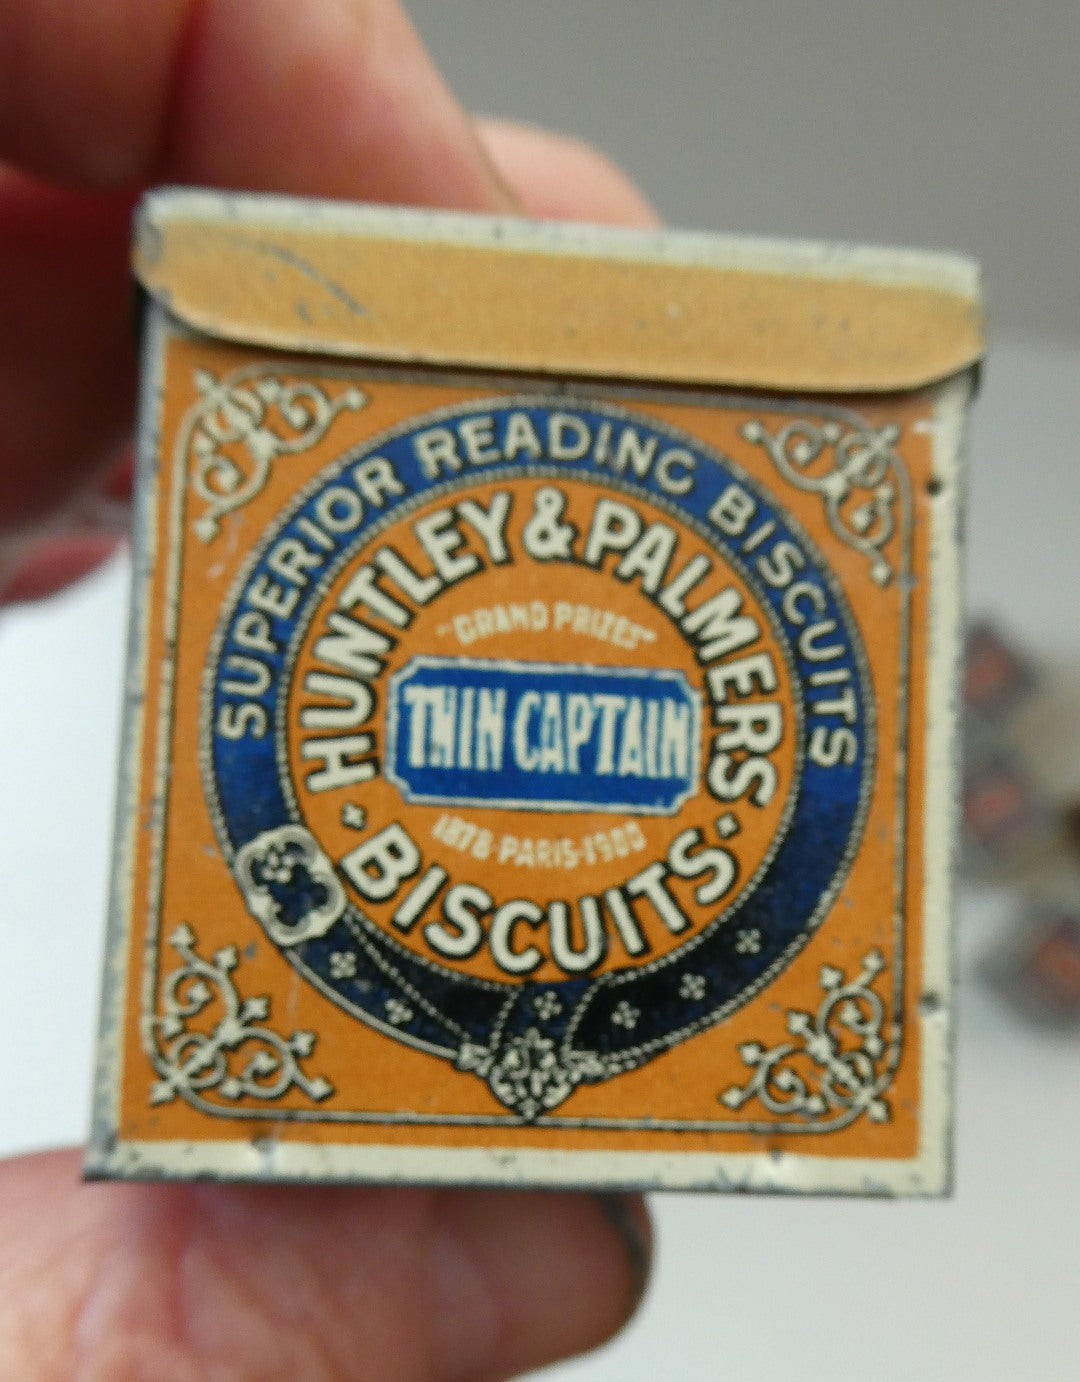 SUPERIOR READING BISCUITS
HUNTLEY & PALMERS
"GRAND PRIZES"
THIN CAPTAIN
1878·PARIS·1900
BISCUITS